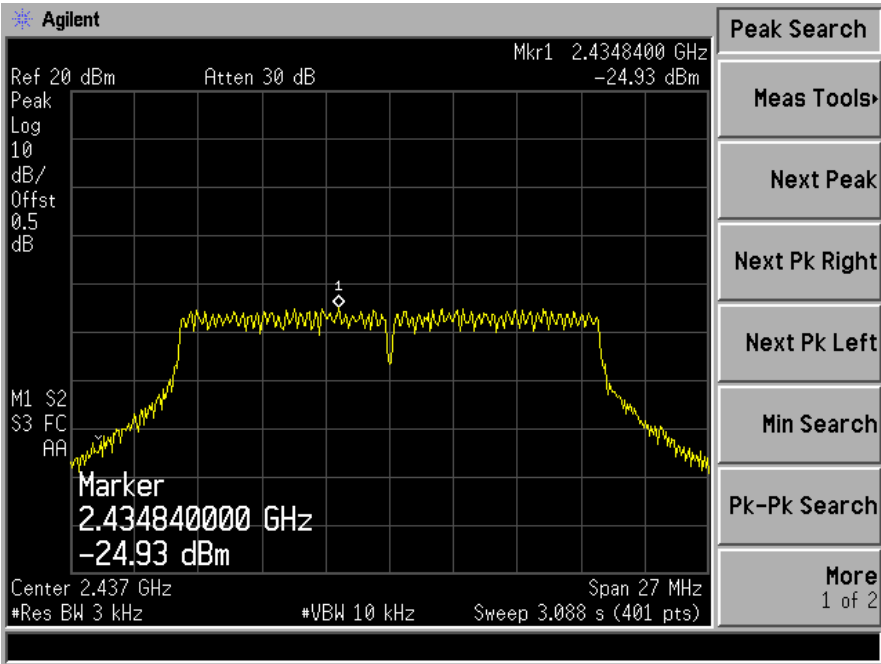 Agilent
Peak Search
Mkr1 2.4348400 GHz
Ref 20 dBm Atten 30 dB -24.93 dBm
Peak
Log
10
dB/
Offst
0.5
dB
1
M1 S2
S3 FC
AA
Marker
2.434840000 GHz
-24.93 dBm
Center 2.437 GHz Span 27 MHz
#Res BW 3 kHz #VBW 10 kHz Sweep 3.088 s (401 pts)
Meas Tools
Next Peak
Next Pk Right
Next Pk Left
Min Search
Pk-Pk Search
More
1 of 2